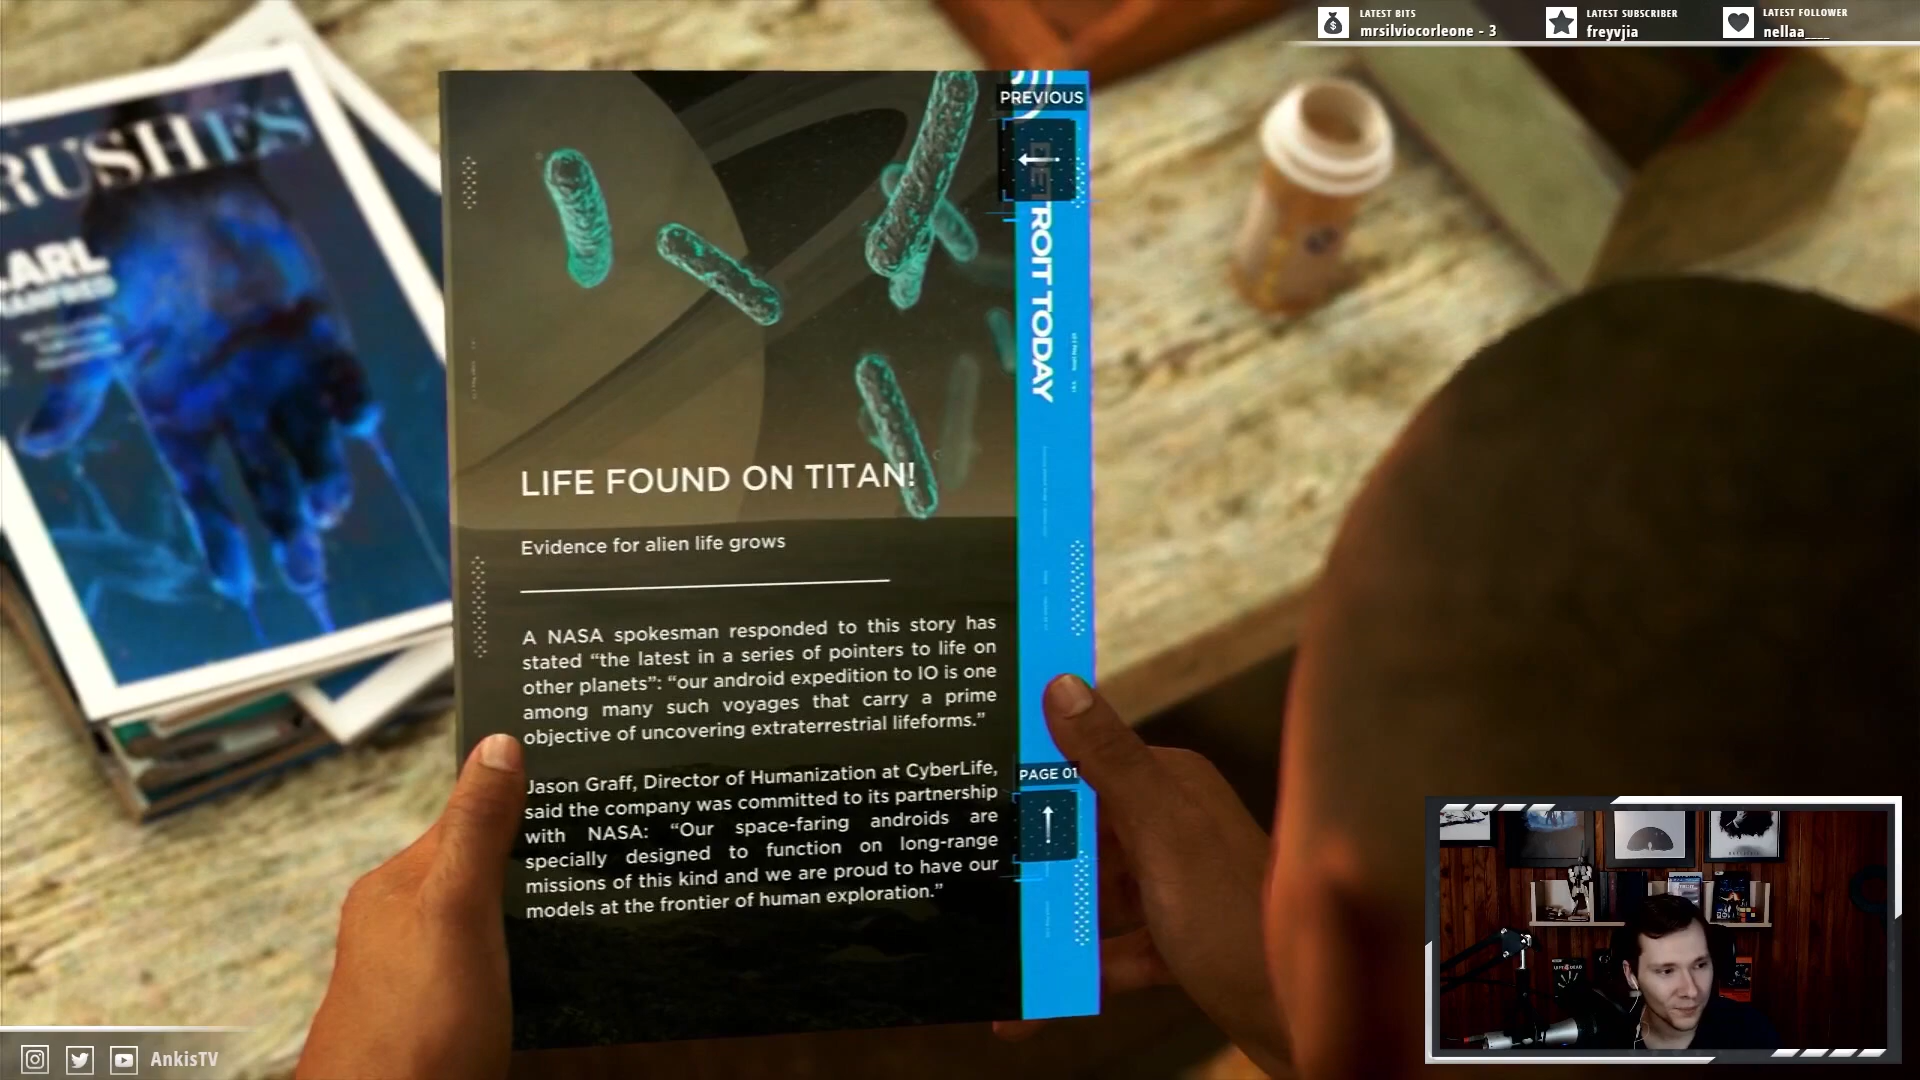 LATEST BITS
mrsilviocorleone - 3
LATEST SUBSCRIBER
freyvjia
LATEST FOLLOWER
nellaa____
RUSHES
MANFRED
PREVIOUS
TROIT TODAY
LIFE FOUND ON TITAN!
Evidence for alien life grows
A NASA spokesman responded to this story has
stated “the latest in a series of pointers to life on
other planets”: “our android expedition to IO is one
among many such voyages that carry a prime
objective of uncovering extraterrestrial lifeforms.”
Jason Graff, Director of Humanization at CyberLife,
said the company was committed to its partnership
with NASA: “Our space-faring androids are
specially designed to function on long-range
missions of this kind and we are proud to have our
models at the frontier of human exploration.”
PAGE 01
AnkisTV